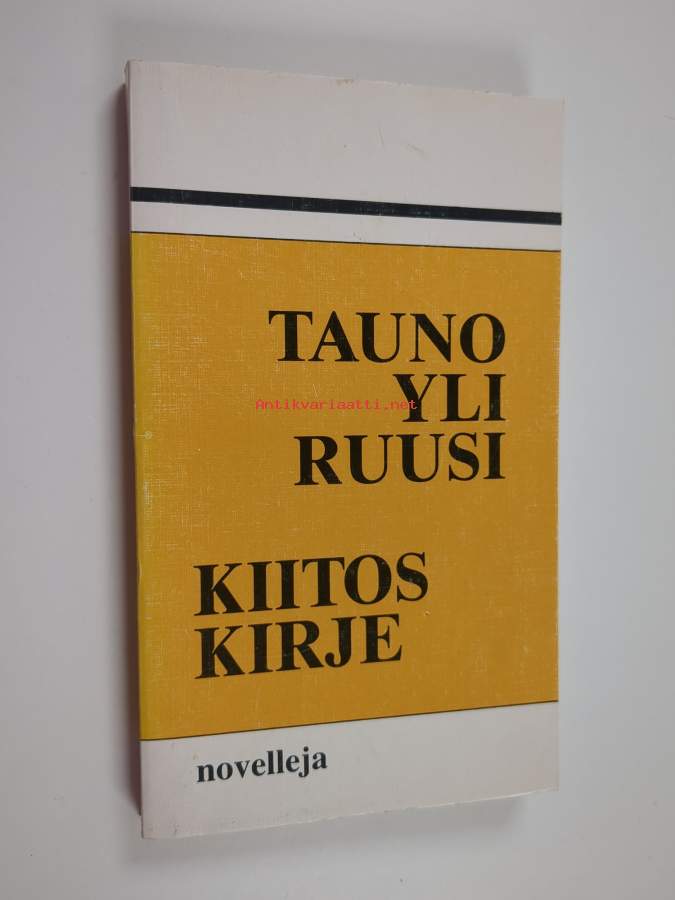 TAUNO
Antikvariaatti.net
YLI
RUUSI
KIITOS
KIRJE
novelleja